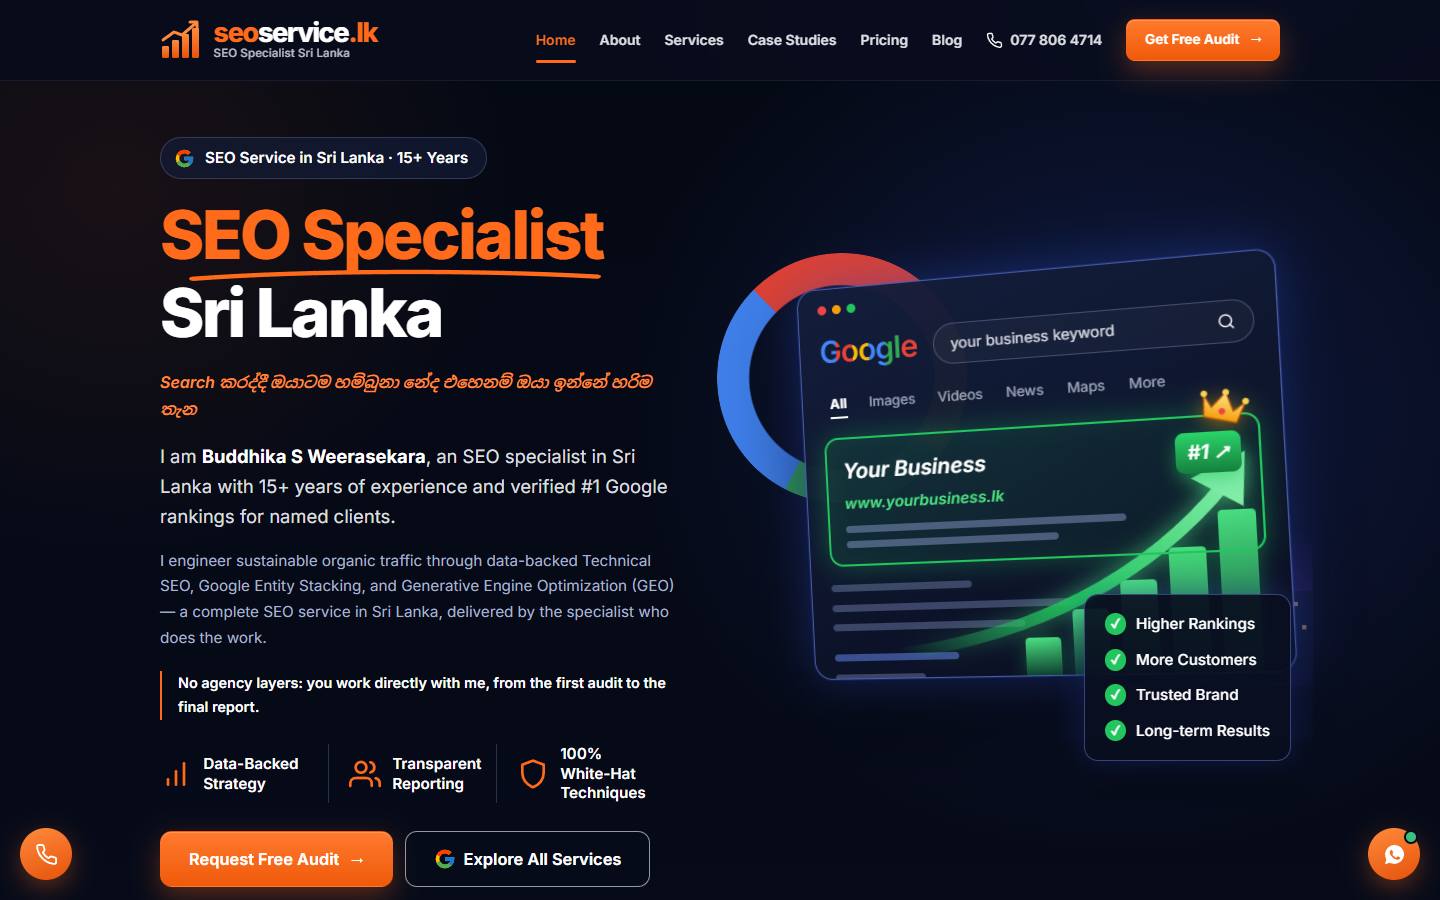 seoservice.lk
SEO Specialist Sri Lanka
Home
About
Services
Case Studies
Pricing
Blog
077 806 4714
Get Free Audit →
SEO Service in Sri Lanka · 15+ Years
SEO Specialist
Sri Lanka
Search කරද්දී ඔයාටම හම්බුනා නේද එහෙනම් ඔයා ඉන්නේ හරිම
තැන
I am Buddhika S Weerasekara, an SEO specialist in Sri
Lanka with 15+ years of experience and verified #1 Google
rankings for named clients.
I engineer sustainable organic traffic through data-backed Technical
SEO, Google Entity Stacking, and Generative Engine Optimization (GEO)
— a complete SEO service in Sri Lanka, delivered by the specialist who
does the work.
No agency layers: you work directly with me, from the first audit to the
final report.
Data-Backed
Strategy
Transparent
Reporting
100%
White-Hat
Techniques
Request Free Audit →
Explore All Services
Google
your business keyword
All
Images
Videos
News
Maps
More
Your Business
www.yourbusiness.lk
#1 ↗
Higher Rankings
More Customers
Trusted Brand
Long-term Results